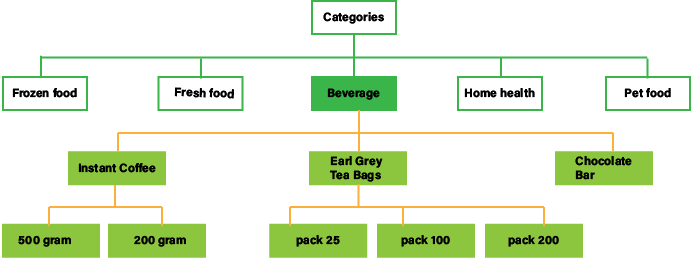 Categories
Frozen food
Fresh food
Beverage
Home health
Pet food
Instant Coffee
Earl Grey
Tea Bags
Chocolate
Bar
500 gram
200 gram
pack 25
pack 100
pack 200